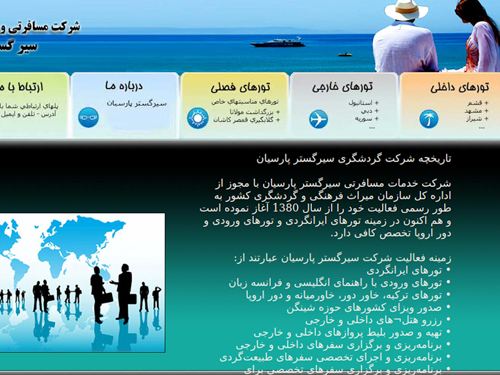 شرکت مسافرتی و
سیر گس
تورهای داخلی
+ قشم
+ مشهد
+ شیراز
...
تورهای خارجی
+ استانبول
+ دبی
+ سوریه
...
تورهای فصلی
تورهای مناسبتهای خاص
+ بزرگداشت مولانا
+ گلابگیری قمصر کاشان
درباره ما
سیرگستر پارسیان
ارتباط با م
پلهای ارتباطی شما با
آدرس - تلفن و ایمیل
تاریخچه شرکت گردشگری سیرگستر پارسیان
شرکت خدمات مسافرتی سیرگستر پارسیان با مجوز از
اداره کل سازمان میراث فرهنگی و گردشگری کشور به
طور رسمی فعالیت خود را از سال 1380 آغاز نموده است
و هم اکنون در زمینه تورهای ایرانگردی و تورهای ورودی و
دور اروپا تخصص کافی دارد.
زمینه فعالیت شرکت سیرگستر پارسیان عبارتند از:
• تورهای ایرانگردی
• تورهای ورودی با راهنمای انگلیسی و فرانسه زبان
• تورهای ترکیه، خاور دور، خاورمیانه و دور اروپا
• صدور ویزای کشورهای حوزه شینگن
• رزرو هتل¬های داخلی و خارجی
• تهیه و صدور بلیط پروازهای داخلی و خارجی
• برنامه‌ریزی و برگزاری سفرهای داخلی و خارجی
• برنامه‌ریزی و اجرای تخصصی سفرهای طبیعت‌گردی
• برنامه‌ریزی و برگزاری سفرهای تخصصی برای